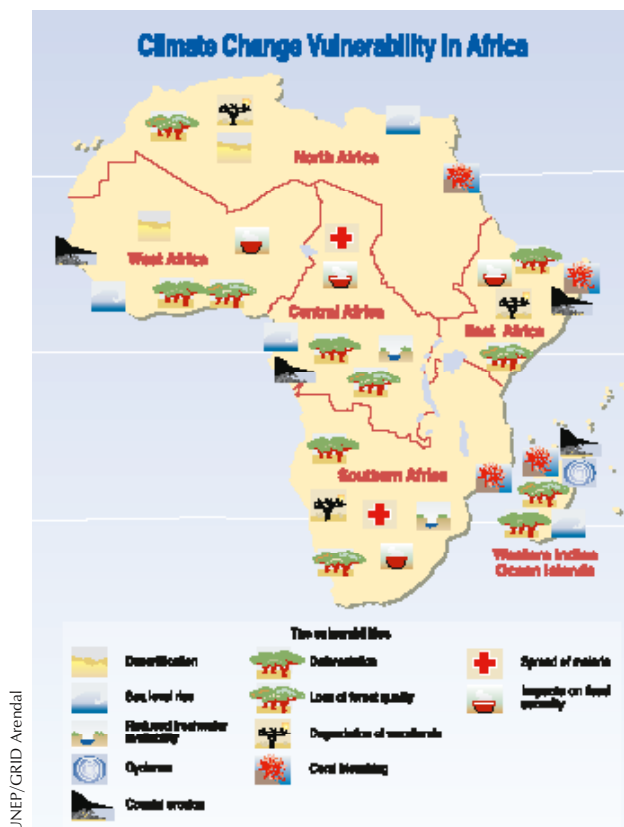 Climate Change Vulnerability in Africa
North Africa
West Africa
Central Africa
East Africa
Southern Africa
Western Indian
Ocean Islands
Desertification
Sea level rise
Reduced freshwater
availability
Cyclones
Coastal erosion
Deforestation
Loss of forest quality
Degradation of woodlands
Coral bleaching
Spread of malaria
Impacts on food
security
UNEP/GRID Arendal